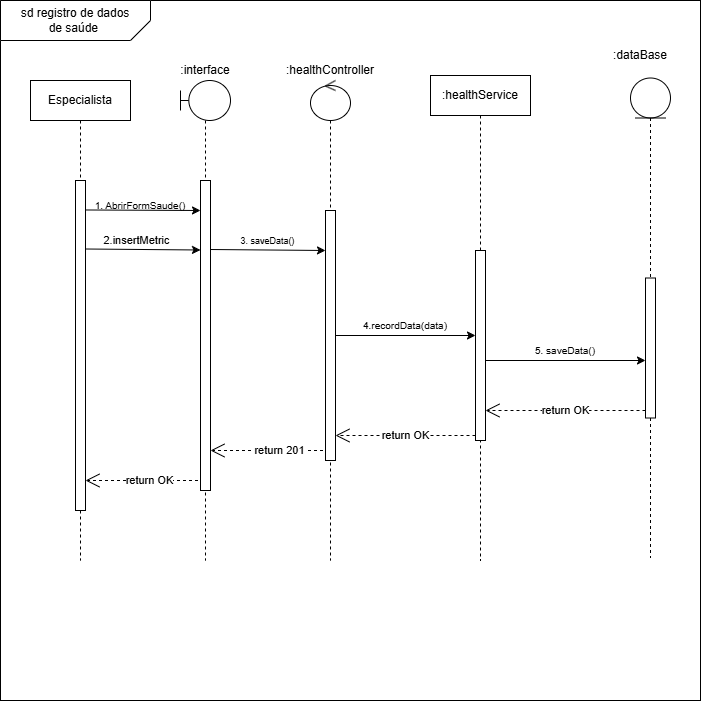 sd registro de dados
de saúde
:interface
:healthController
:dataBase
Especialista
:healthService
1. AbrirFormSaude()
2.insertMetric
3. saveData()
4.recordData(data)
5. saveData()
return OK
return OK
return 201
return OK